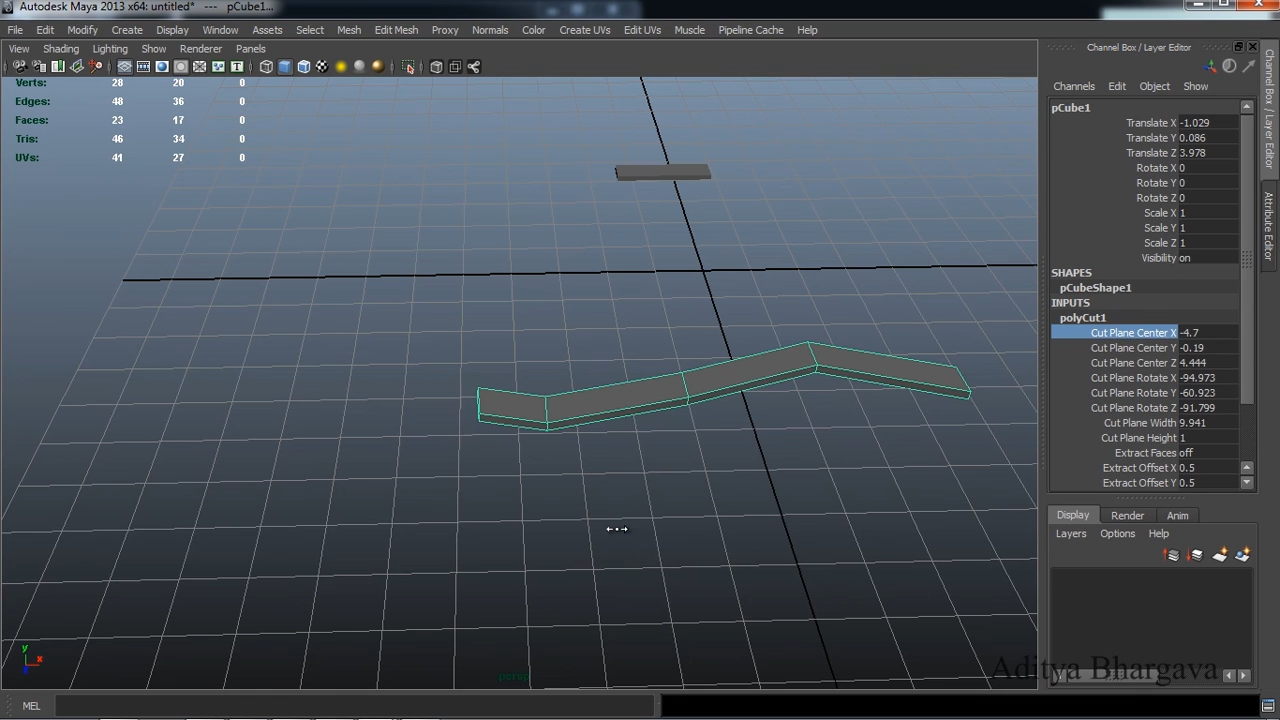 Autodesk Maya 2013 x64: untitled* --- pCube1...
File Edit Modify Create Display Window Assets Select Mesh Edit Mesh Proxy Normals Color Create UVs Edit UVs Muscle Pipeline Cache Help
View Shading Lighting Show Renderer Panels
Channel Box / Layer Editor
Channels Edit Object Show
Verts: 28 20 0
Edges: 48 36 0
Faces: 23 17 0
Tris: 46 34 0
UVs: 41 27 0
pCube1
Translate X -1.029
Translate Y 0.086
Translate Z 3.978
Rotate X 0
Rotate Y 0
Rotate Z 0
Scale X 1
Scale Y 1
Scale Z 1
Visibility on
SHAPES
pCubeShape1
INPUTS
polyCut1
Cut Plane Center X -4.7
Cut Plane Center Y -0.19
Cut Plane Center Z 4.444
Cut Plane Rotate X -94.973
Cut Plane Rotate Y -60.923
Cut Plane Rotate Z -91.799
Cut Plane Width 9.941
Cut Plane Height 1
Extract Faces off
Extract Offset X 0.5
Extract Offset Y 0.5
Display Render Anim
Layers Options Help
Channel Box / Layer Editor
Attribute Editor
y
x
z
persp
Aditya Bhargava
MEL